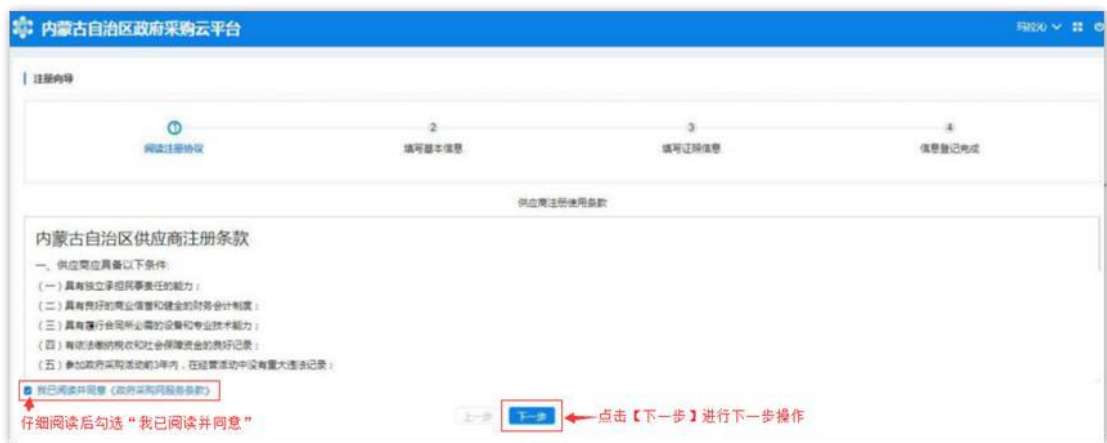 内蒙古自治区政府采购云平台
注册向导
1
2
3
4
阅读注册协议
填写基本信息
填写证照信息
信息登记完成
供应商注册使用条款
内蒙古自治区供应商注册条款
一、供应商应具备以下条件:
（一）具有独立承担民事责任的能力；
（二）具有良好的商业信誉和健全的财务会计制度；
（三）具有履行合同所必需的设备和专业技术能力；
（四）有依法缴纳税收和社会保障资金的良好记录；
（五）参加政府采购活动前3年内，在经营活动中没有重大违法记录；
我已阅读并同意《政府采购网服务条款》
仔细阅读后勾选“我已阅读并同意”
上一步
下一步
点击【下一步】进行下一步操作